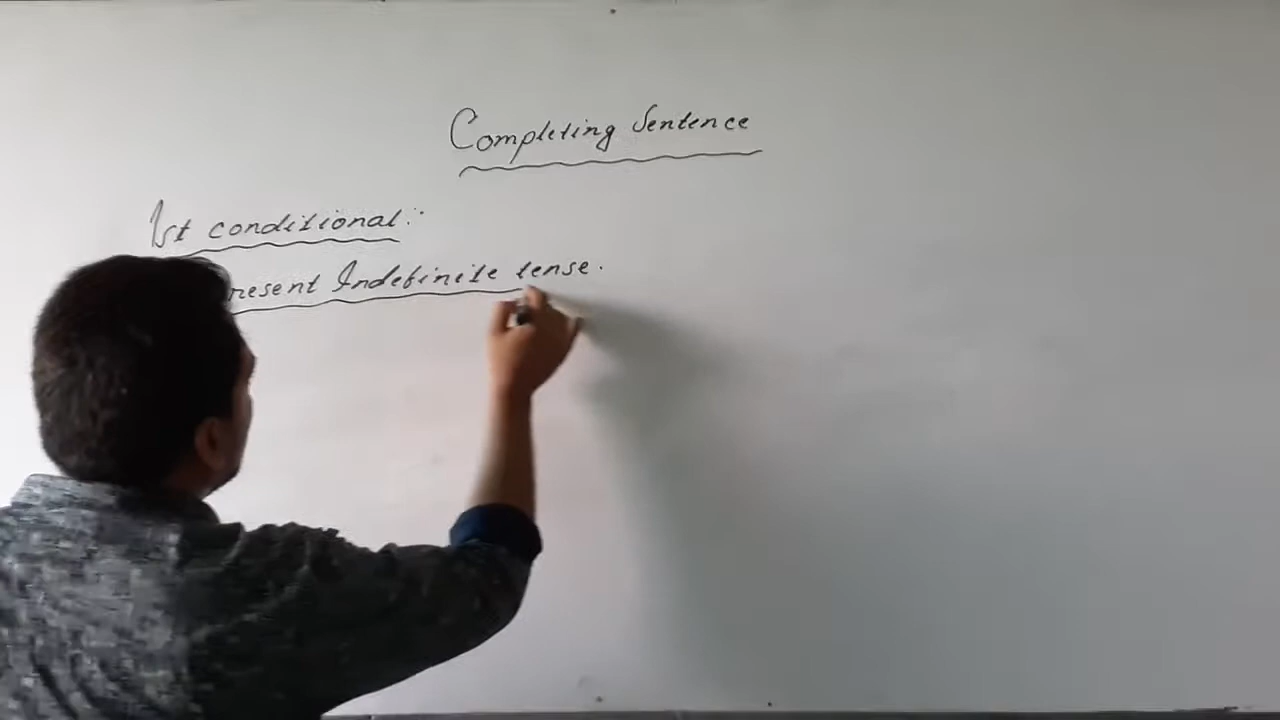 Completing Sentence
1st conditional:
Present Indefinite tense.